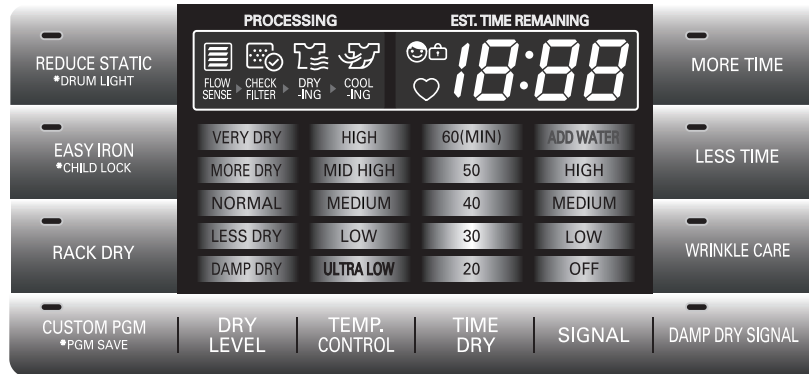 PROCESSING
EST. TIME REMAINING
FLOW SENSE
CHECK FILTER
DRY -ING
COOL -ING
18:88
REDUCE STATIC
*DRUM LIGHT
EASY IRON
*CHILD LOCK
RACK DRY
CUSTOM PGM
*PGM SAVE
VERY DRY HIGH 60(MIN) ADD WATER
MORE DRY MID HIGH 50 HIGH
NORMAL MEDIUM 40 MEDIUM
LESS DRY LOW 30 LOW
DAMP DRY ULTRA LOW 20 OFF
DRY LEVEL
TEMP. CONTROL
TIME DRY
SIGNAL
MORE TIME
LESS TIME
WRINKLE CARE
DAMP DRY SIGNAL